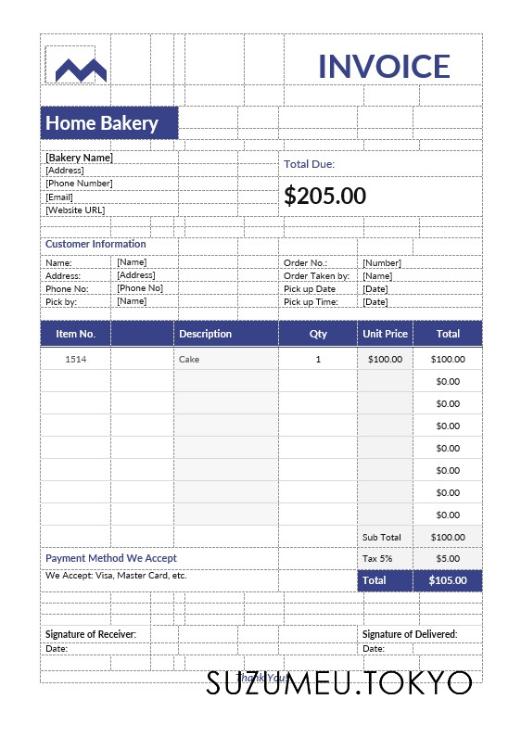 INVOICE
Home Bakery
[Bakery Name]
[Address]
[Phone Number]
[Email]
[Website URL]
Total Due:
$205.00
Customer Information
Name: [Name] Order No.: [Number]
Address: [Address] Order Taken by: [Name]
Phone No: [Phone No] Pick up Date [Date]
Pick by: [Name] Pick up Time: [Date]
Item No. Description Qty Unit Price Total
1514 Cake 1 $100.00 $100.00
$0.00
$0.00
$0.00
$0.00
$0.00
$0.00
$0.00
Sub Total $100.00
Payment Method We Accept Tax 5% $5.00
We Accept: Visa, Master Card, etc. Total $105.00
Signature of Receiver: Signature of Delivered:
Date: Date:
Thank You!
SUZUMEU.TOKYO